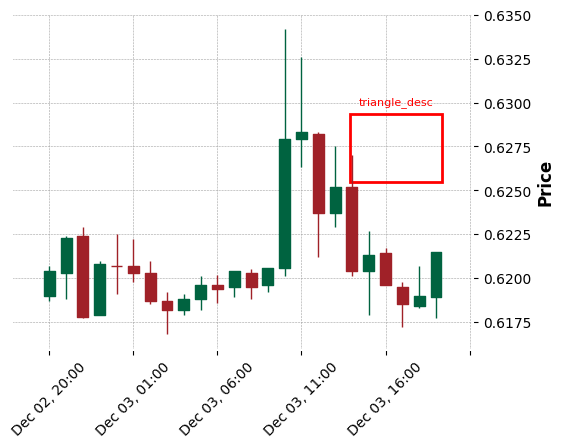 0.6350
0.6325
0.6300
triangle_desc
0.6275
0.6250
0.6225
0.6200
0.6175
Price
Dec 02, 20:00
Dec 03, 01:00
Dec 03, 06:00
Dec 03, 11:00
Dec 03, 16:00